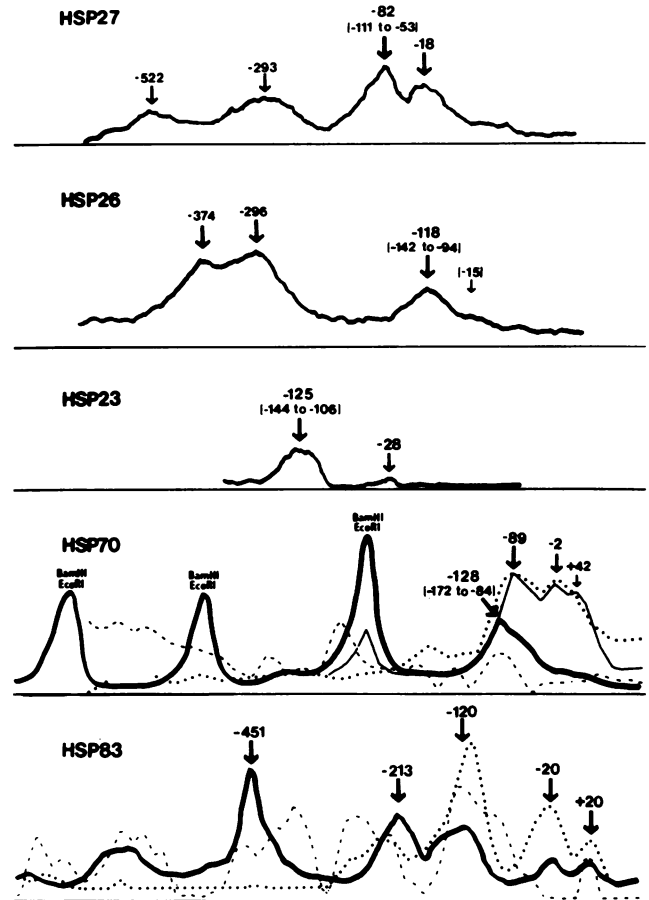 HSP27
-82
(-111 to -53)
-18
-293
-522
HSP26
-374
-296
-118
(-142 to -94)
(-15)
HSP23
-125
(-144 to -106)
-28
HSP70
BamHI
EcoRI
BamHI
EcoRI
BamHI
EcoRI
-89
-2
+42
-128
(-172 to -84)
HSP83
-451
-213
-120
-20
+20